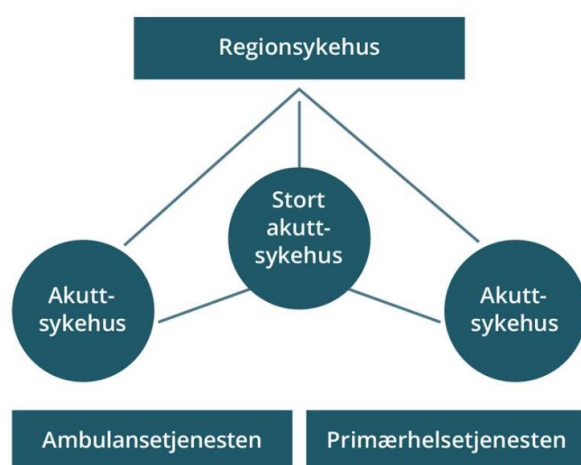 Regionsykehus
Stort
akutt-
sykehus
Akutt-
sykehus
Akutt-
sykehus
Ambulansetjenesten
Primærhelsetjenesten